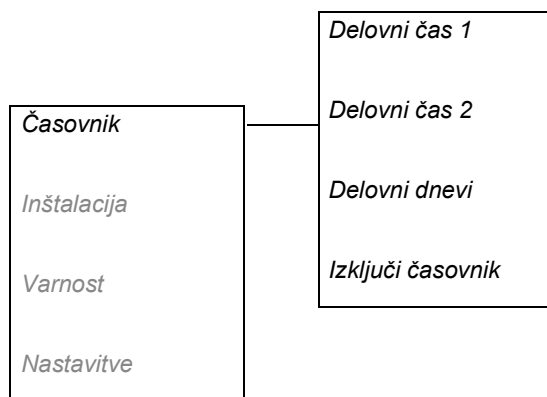 Časovnik
Inštalacija
Varnost
Nastavitve
Delovni čas 1
Delovni čas 2
Delovni dnevi
Izključi časovnik